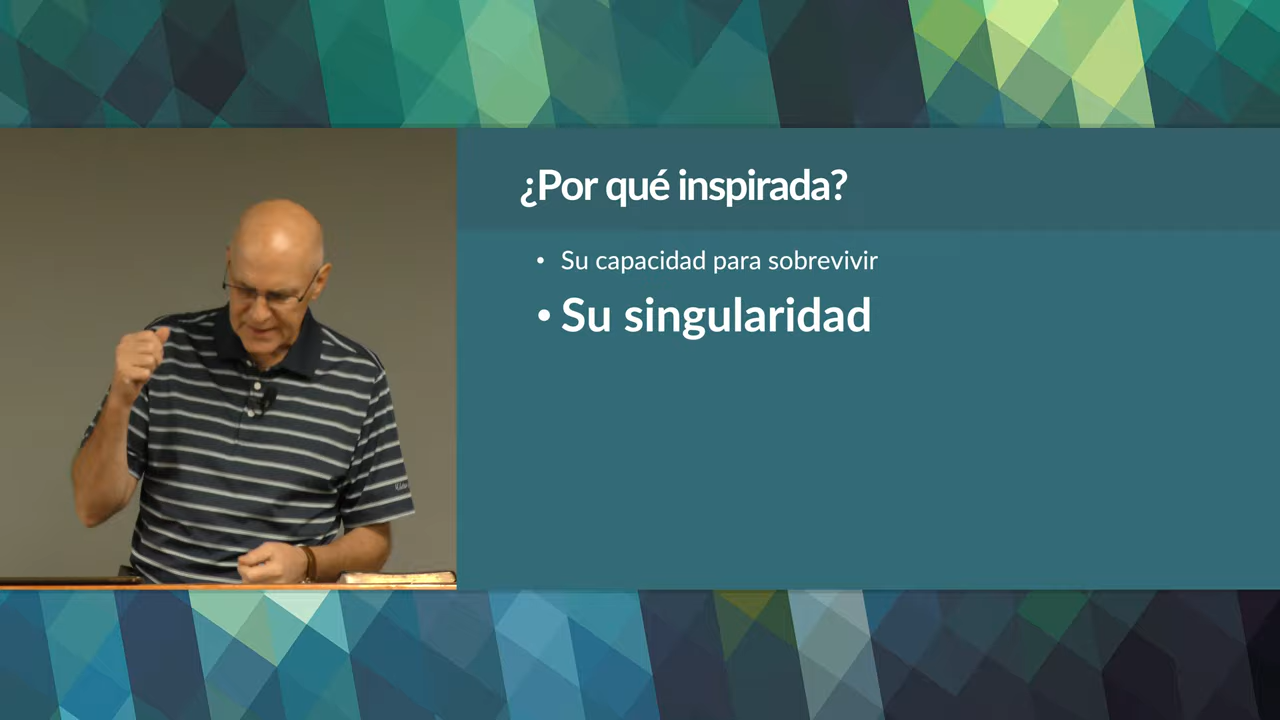 ¿Por qué inspirada?
• Su capacidad para sobrevivir
• Su singularidad